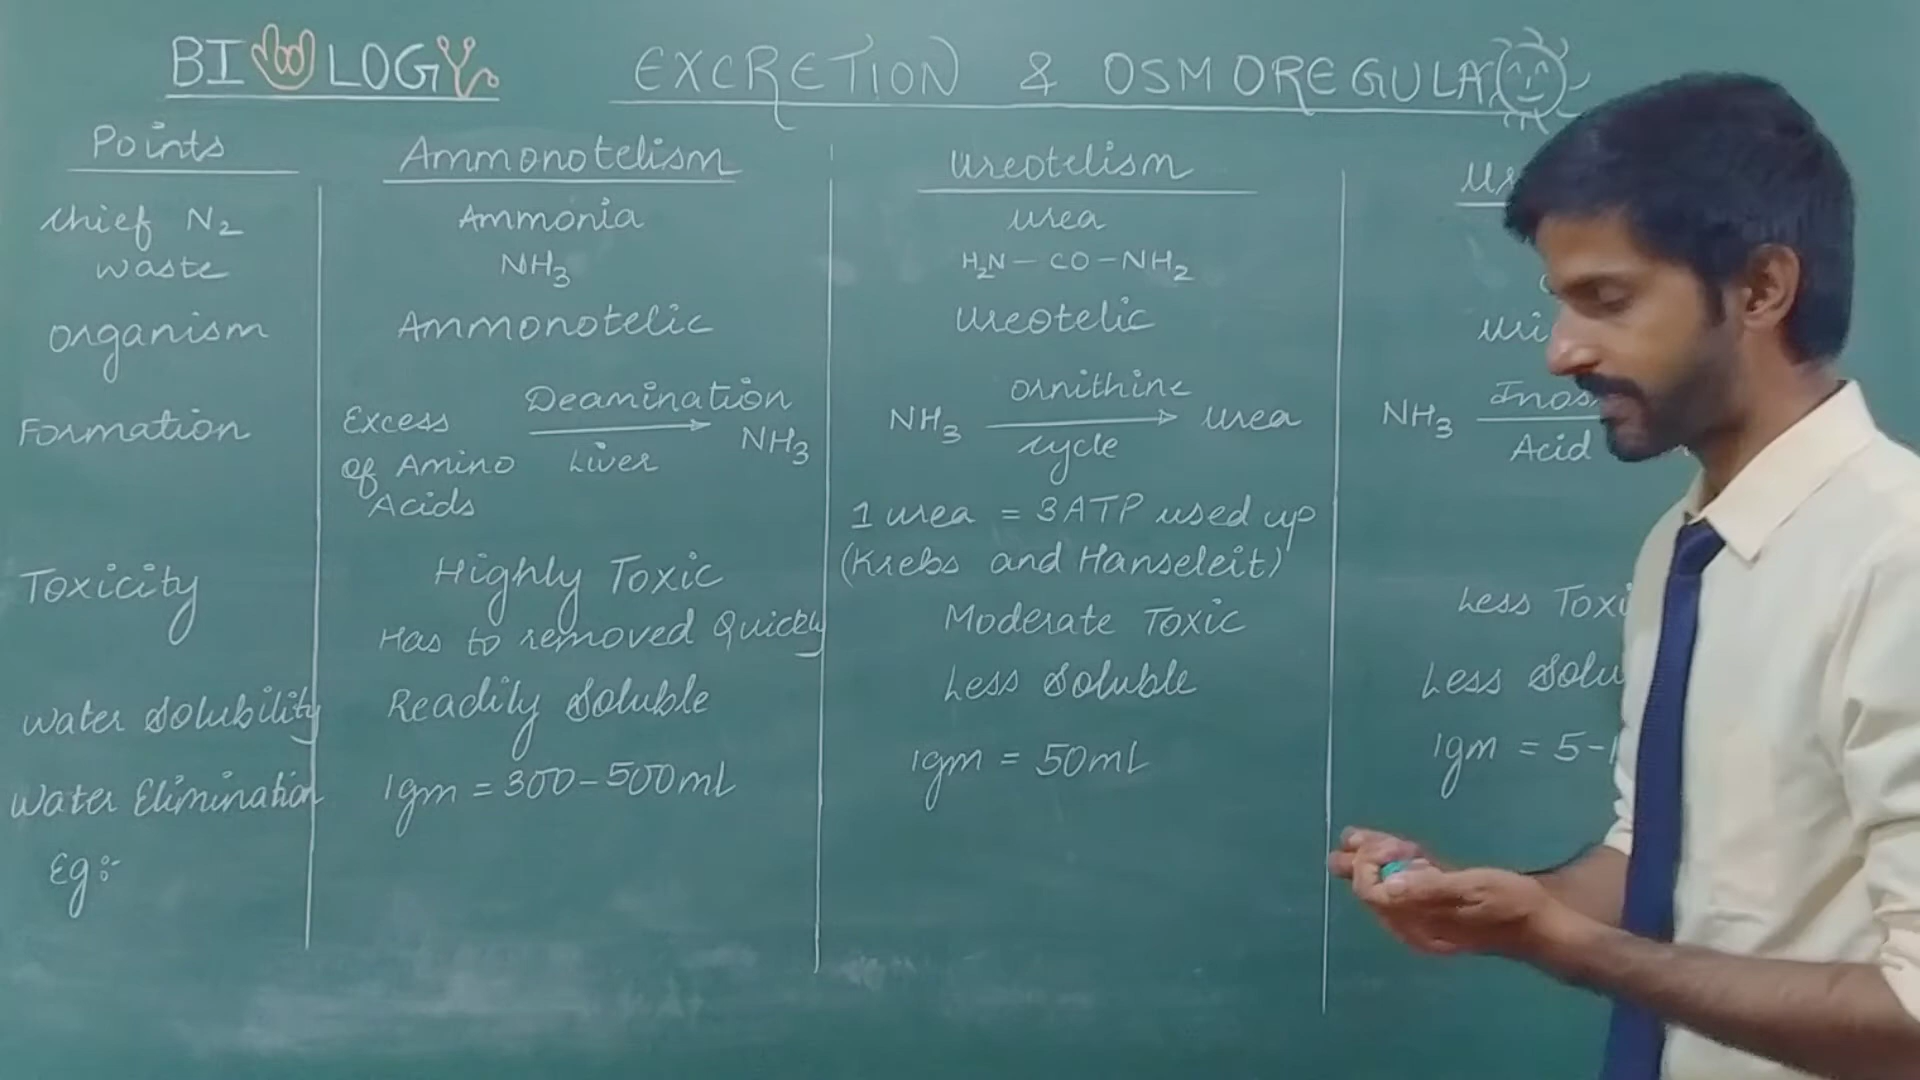 BIOLOGY
EXCRETION & OSMOREGULA
Points
Ammonotelism
Ureotelism
Chief N2
waste
Ammonia
NH3
Urea
H2N - CO - NH2
Organism
Ammonotelic
Ureotelic
Formation
Excess
of Amino
Acids
Deamination
Liver
NH3
NH3
Ornithine
cycle
Urea
NH3
Acid
1 urea = 3ATP used up
(Krebs and Hanseleit)
Toxicity
Highly Toxic
Has to removed Quickly
Moderate Toxic
Less Toxi
Water Solubility
Readily Soluble
Less Soluble
Less Solu
Water Elimination
1gm = 300-500mL
1gm = 50mL
1gm = 5-1
Eg:-